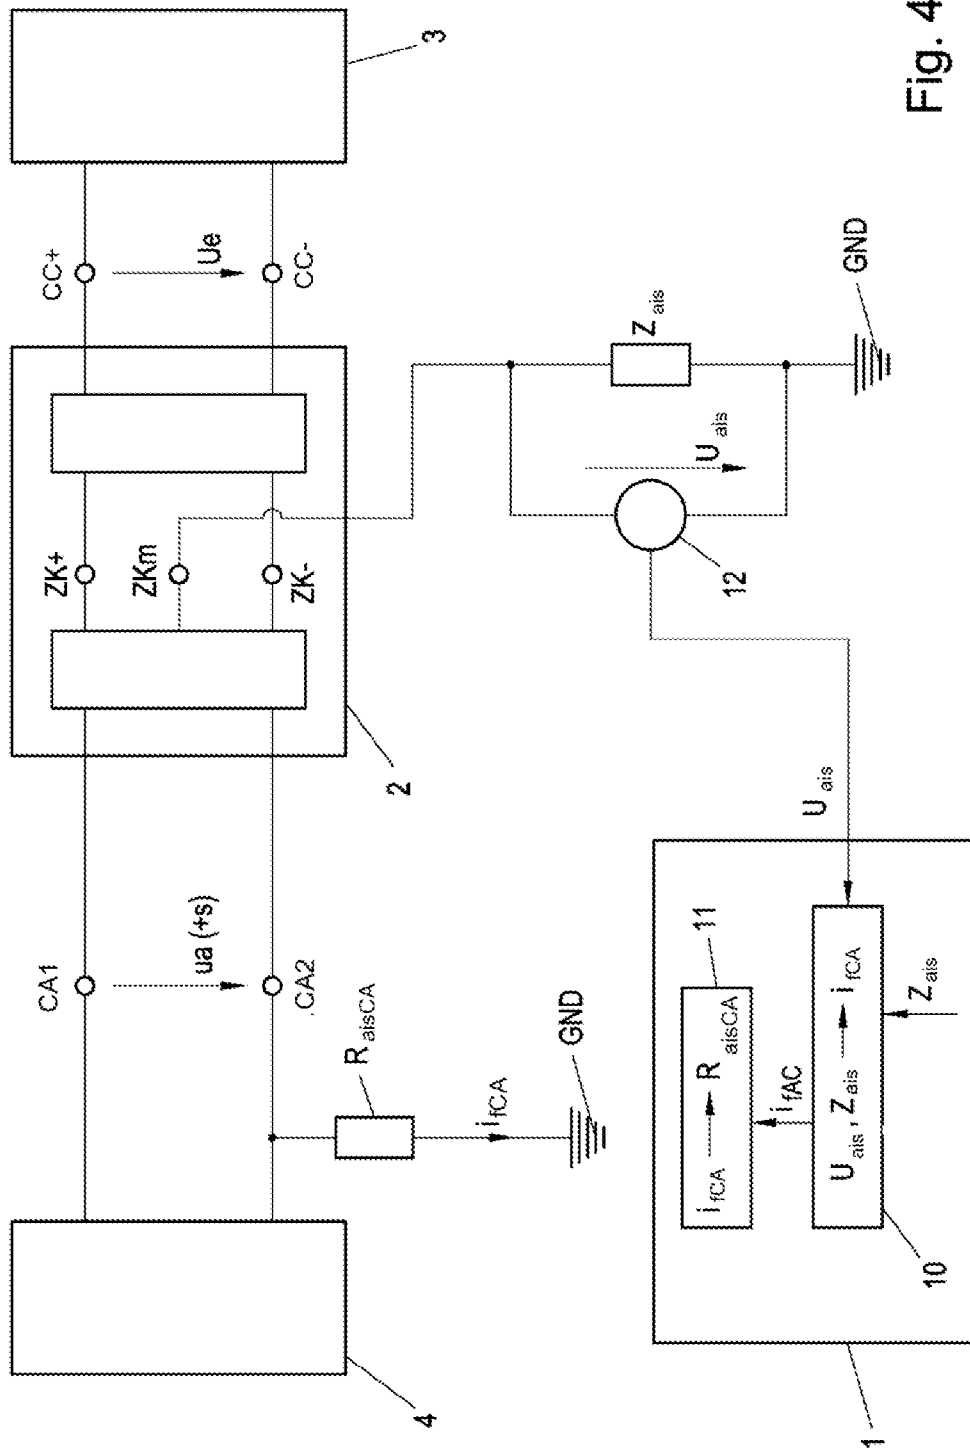 4
CA1
ua (+s)
CA2
R aisCA
i fCA
GND
2
ZK+
ZKm
ZK-
CC+
Ue
CC-
3
Z ais
U ais
12
GND
U ais
1
10
11
i fCA R aisCA
i fAC
U ais, Z ais i fCA
Z ais
Fig. 4